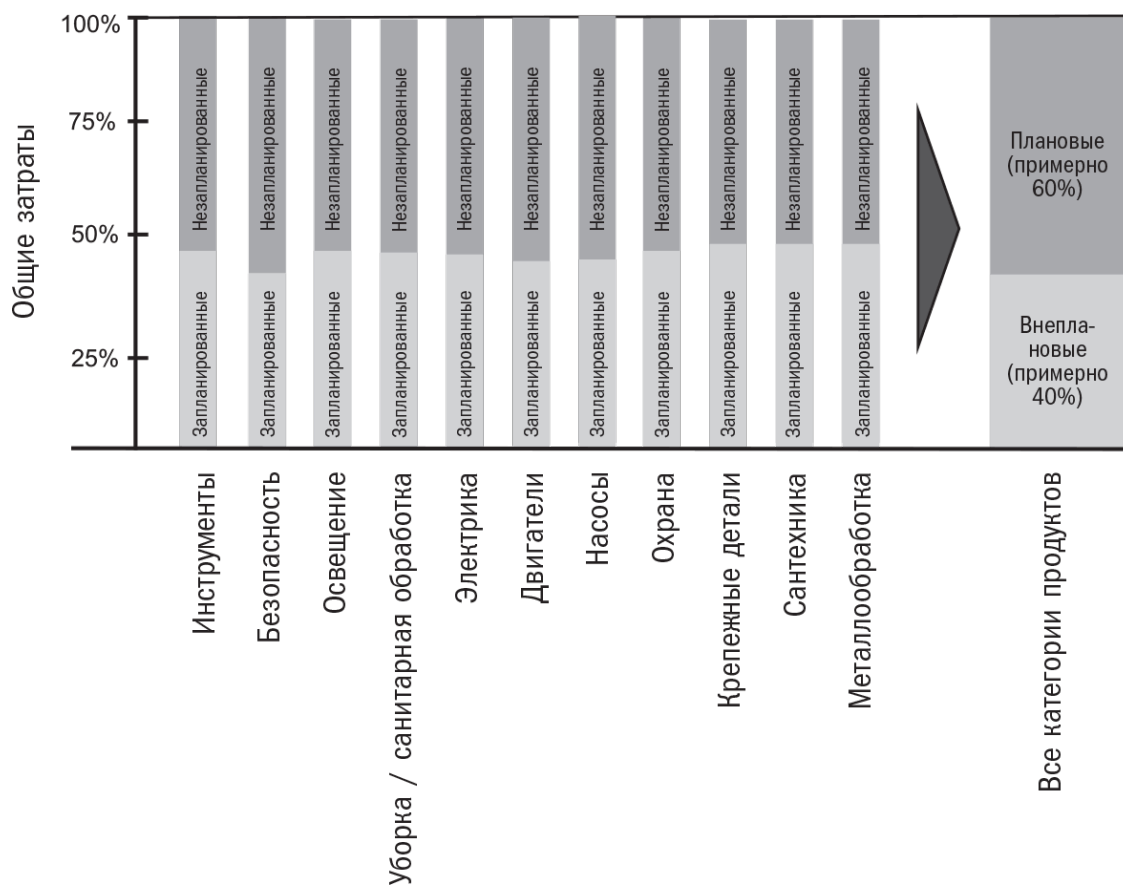 Общие затраты
100%
75%
50%
25%
Незапланированные
Незапланированные
Незапланированные
Незапланированные
Незапланированные
Незапланированные
Незапланированные
Незапланированные
Незапланированные
Незапланированные
Незапланированные
Запланированные
Запланированные
Запланированные
Запланированные
Запланированные
Запланированные
Запланированные
Запланированные
Запланированные
Запланированные
Запланированные
Плановые
(примерно
60%)
Внепла-
новые
(примерно
40%)
Инструменты
Безопасность
Освещение
Уборка / санитарная обработка
Электрика
Двигатели
Насосы
Охрана
Крепежные детали
Сантехника
Металлообработка
Все категории продуктов